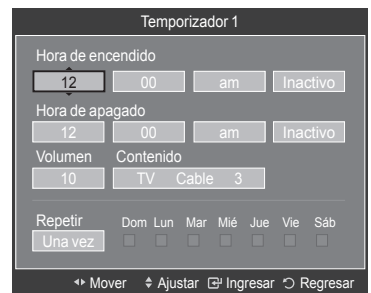 Temporizador 1
Hora de encendido
12 00 am Inactivo
Hora de apagado
12 00 am Inactivo
Volumen Contenido
10 TV Cable 3
Repetir Dom Lun Mar Mié Jue Vie Sáb
Una vez
Mover Ajustar Ingresar Regresar